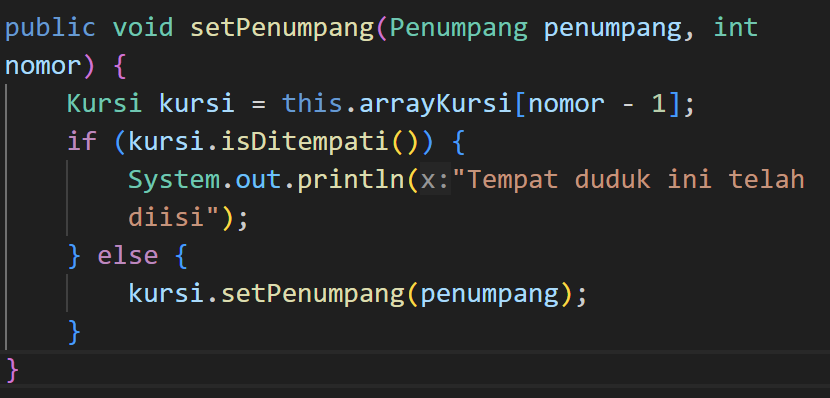 public void setPenumpang(Penumpang penumpang, int
nomor) {
    Kursi kursi = this.arrayKursi[nomor - 1];
    if (kursi.isDitempati()) {
        System.out.println(x:"Tempat duduk ini telah
        diisi");
    } else {
        kursi.setPenumpang(penumpang);
    }
}